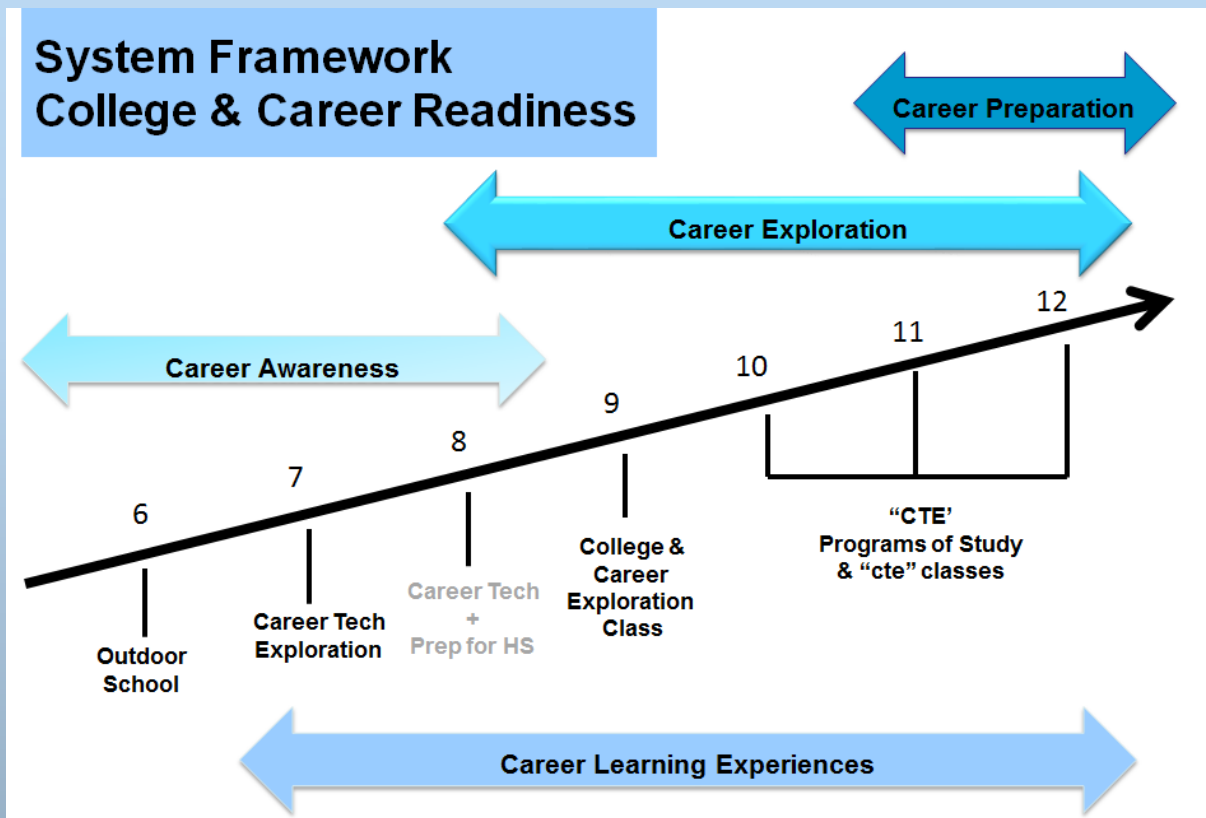 System Framework
College & Career Readiness
Career Preparation
Career Exploration
Career Awareness
6
7
8
9
10
11
12
Outdoor
School
Career Tech
Exploration
Career Tech
+
Prep for HS
College &
Career
Exploration
Class
“CTE’
Programs of Study
& “cte” classes
Career Learning Experiences